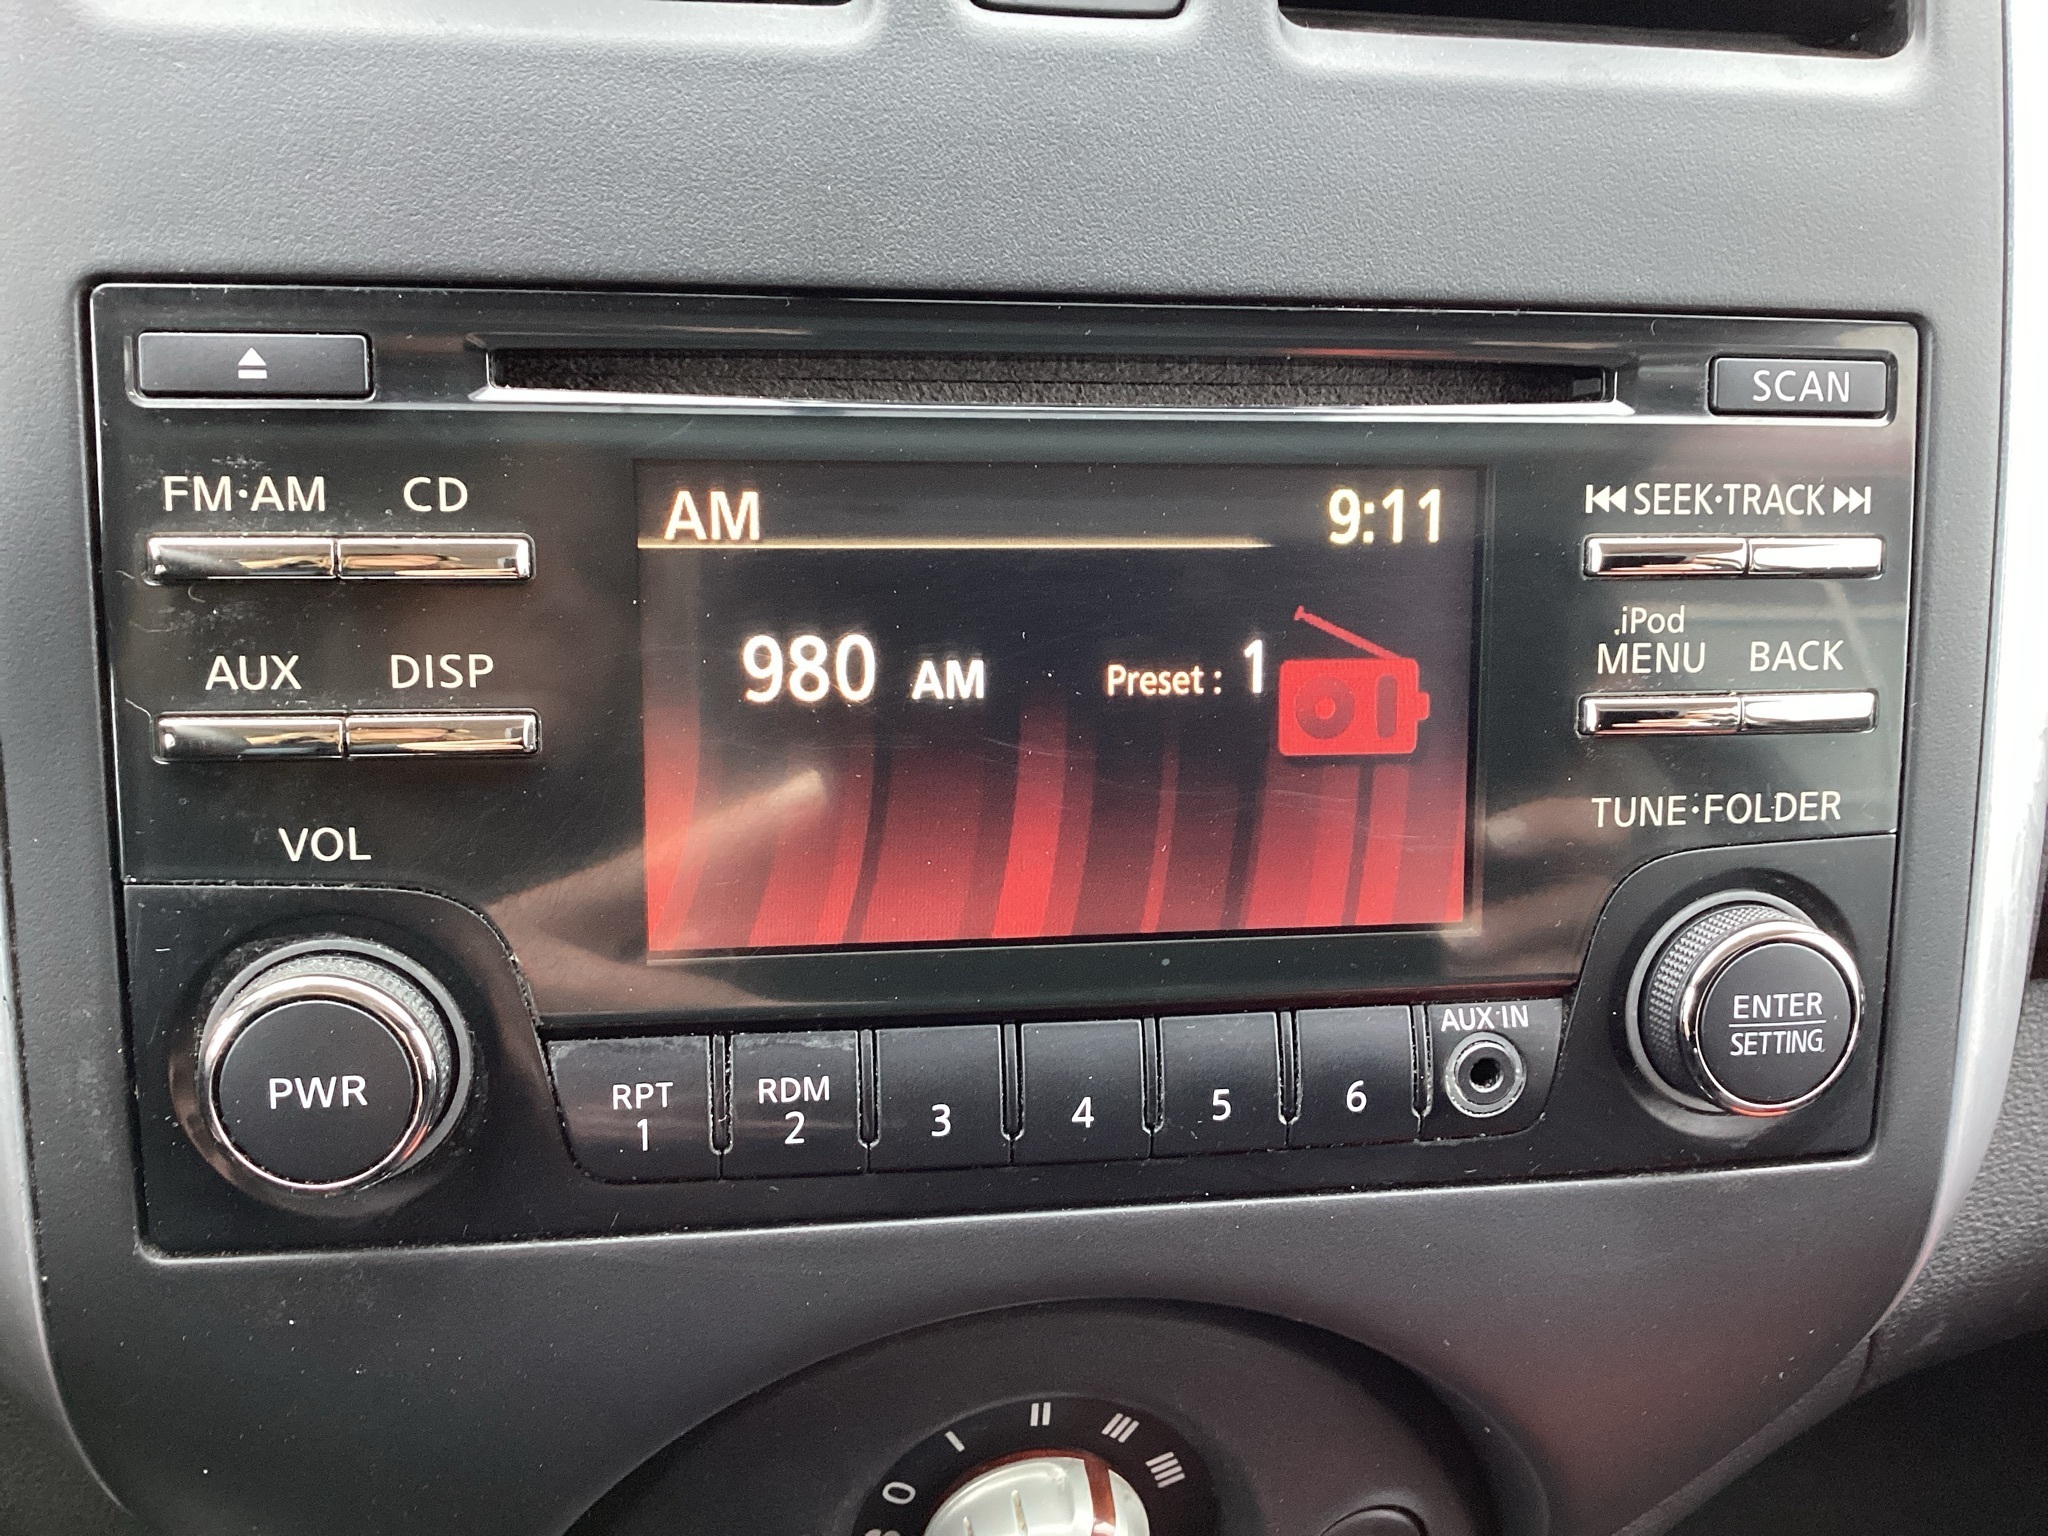 SCAN
FM·AM CD
AM 9:11
⏮ SEEK·TRACK ⏭
980 AM Preset : 1
AUX DISP
iPod
MENU BACK
VOL
TUNE·FOLDER
PWR
RPT
1
RDM
2
3
4
5
6
AUX IN
ENTER
SETTING
0